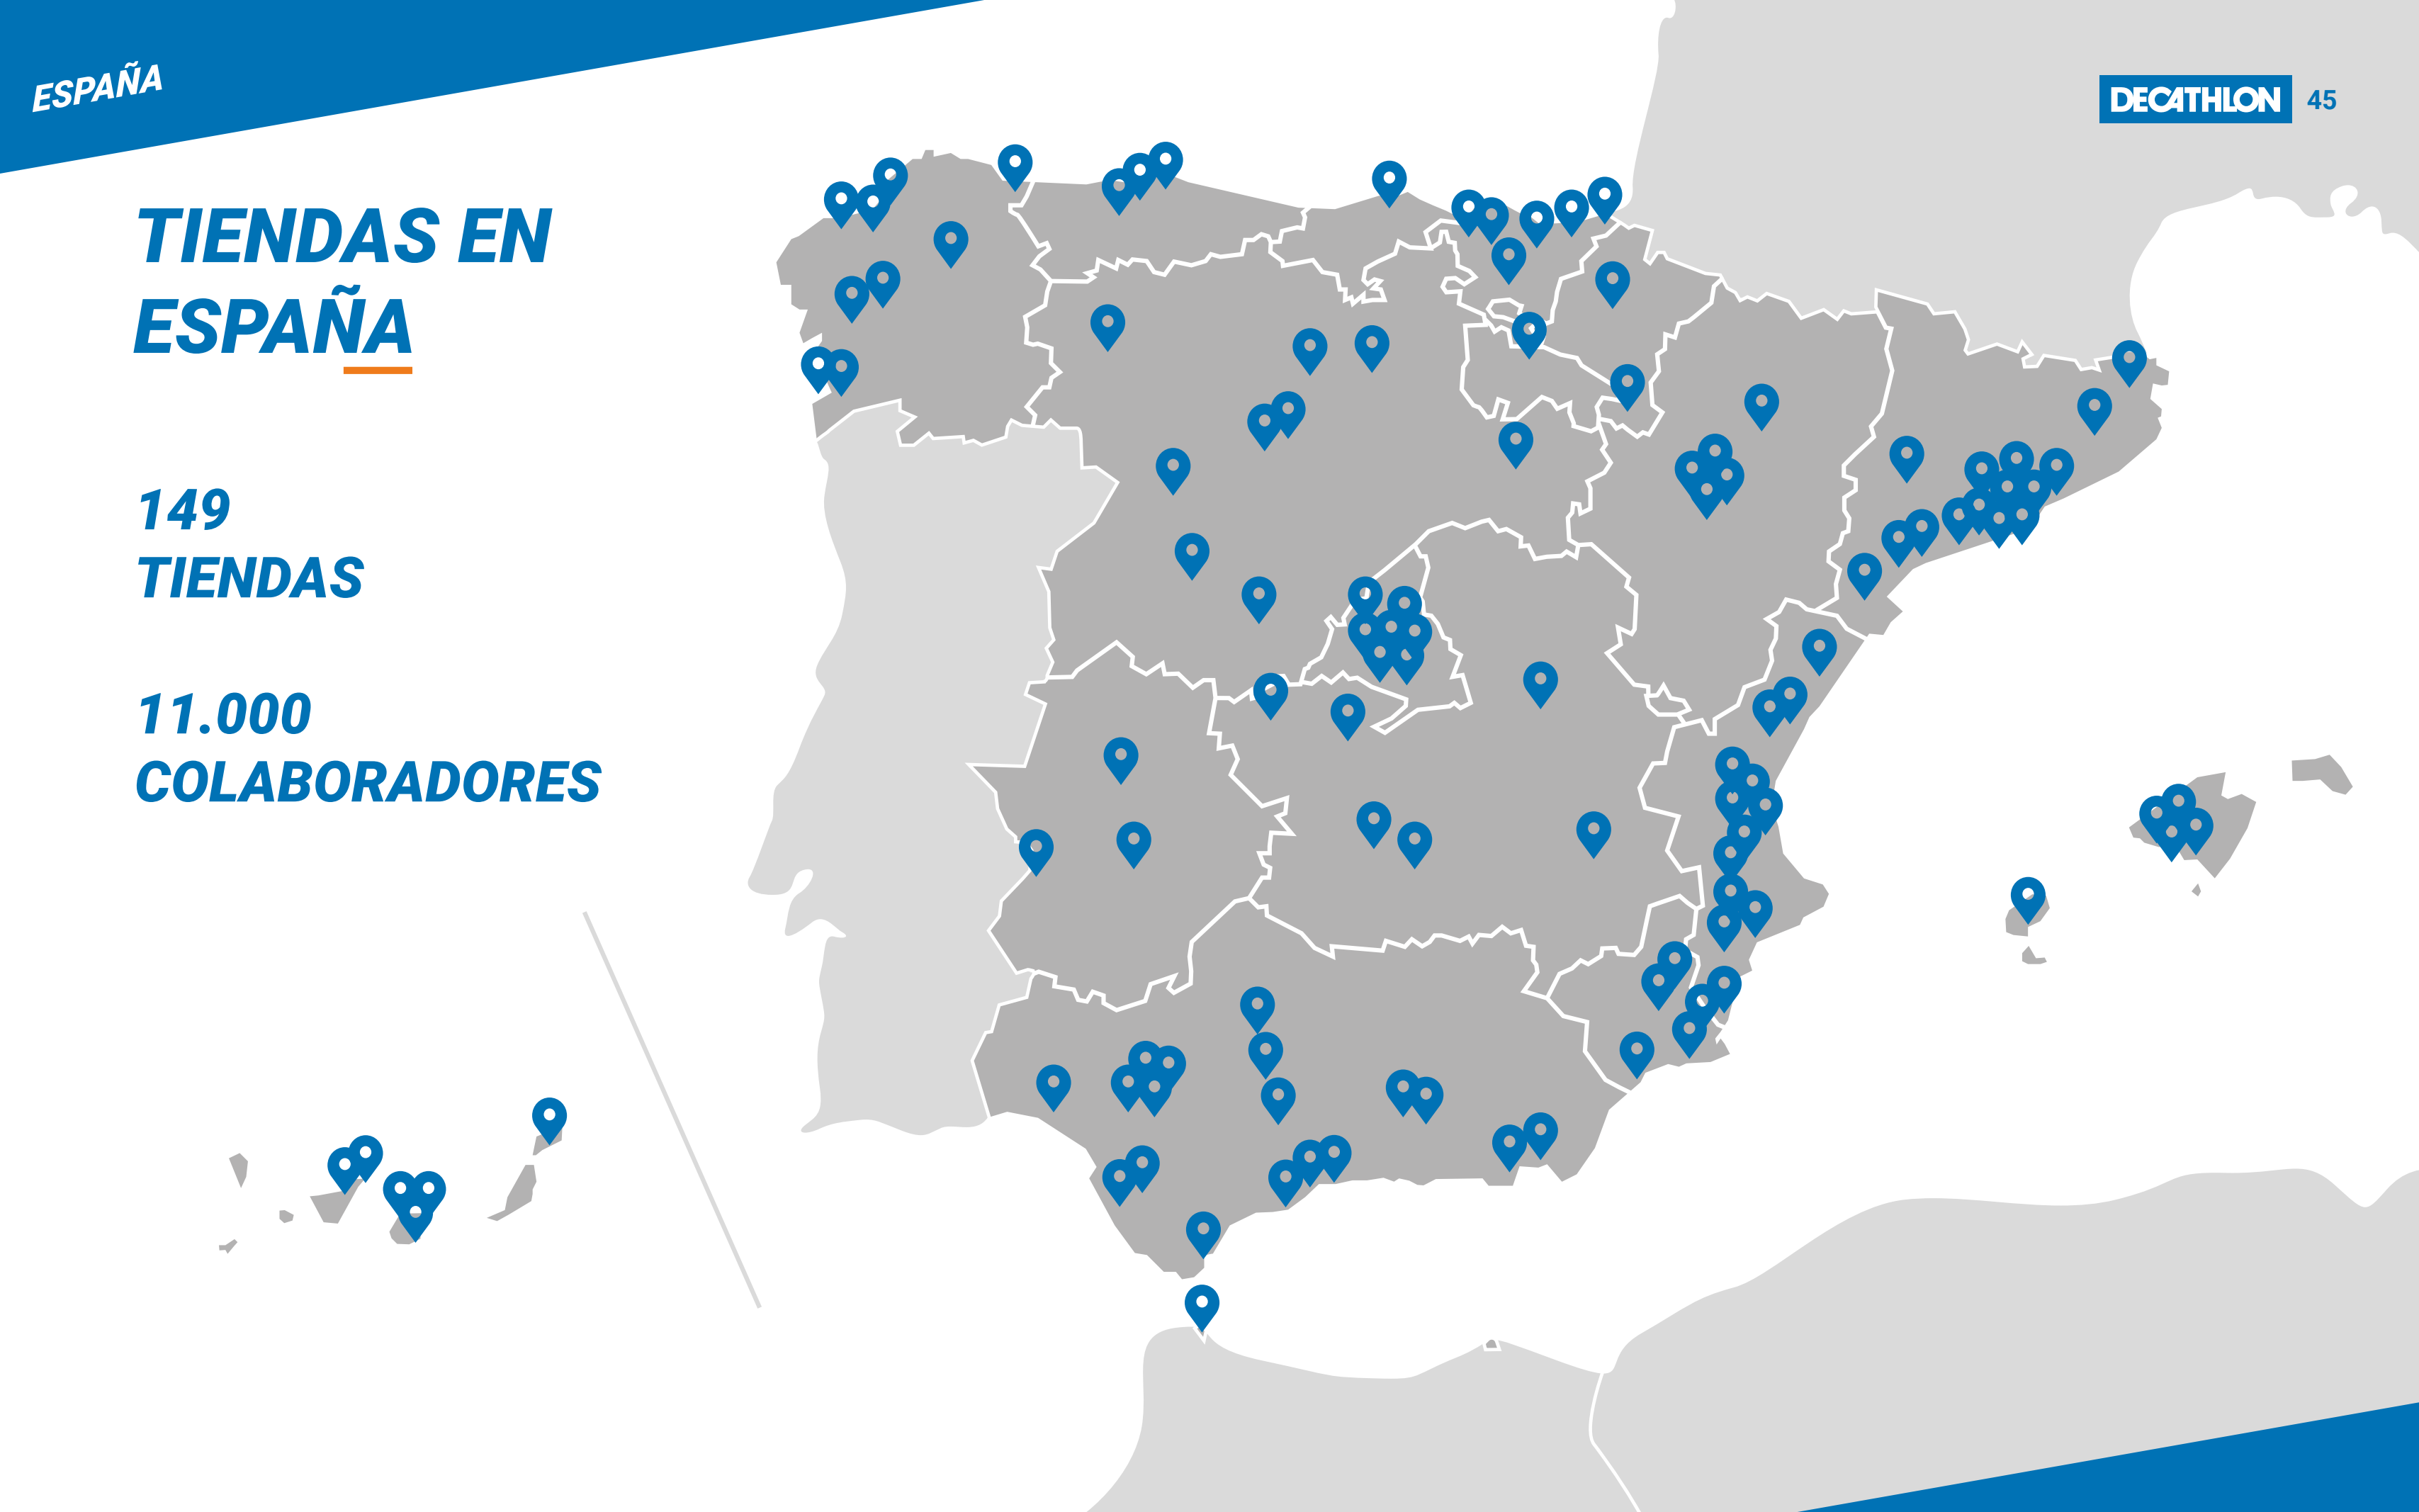 ESPAÑA
DECATHLON 45
TIENDAS EN
ESPAÑA
149
TIENDAS
11.000
COLABORADORES